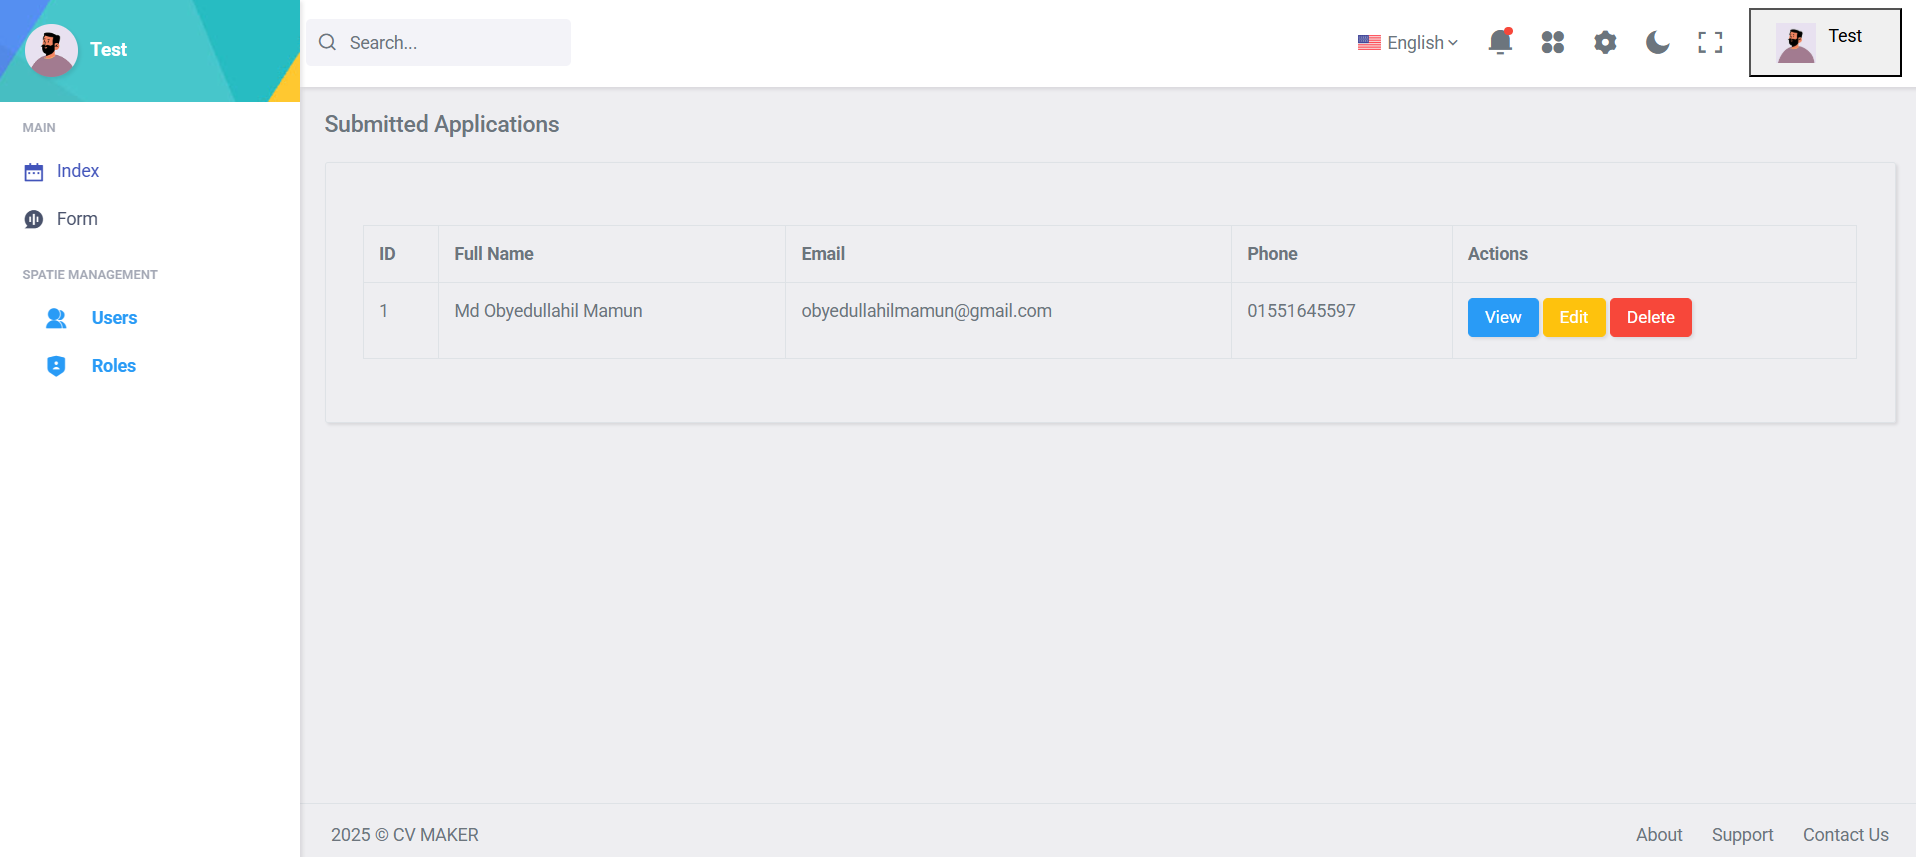 Test
Search...
English
Test
MAIN
Index
Form
SPATIE MANAGEMENT
Users
Roles
Submitted Applications
ID Full Name Email Phone Actions
1 Md Obyedullahil Mamun obyedullahilmamun@gmail.com 01551645597 View Edit Delete
2025 © CV MAKER
About Support Contact Us